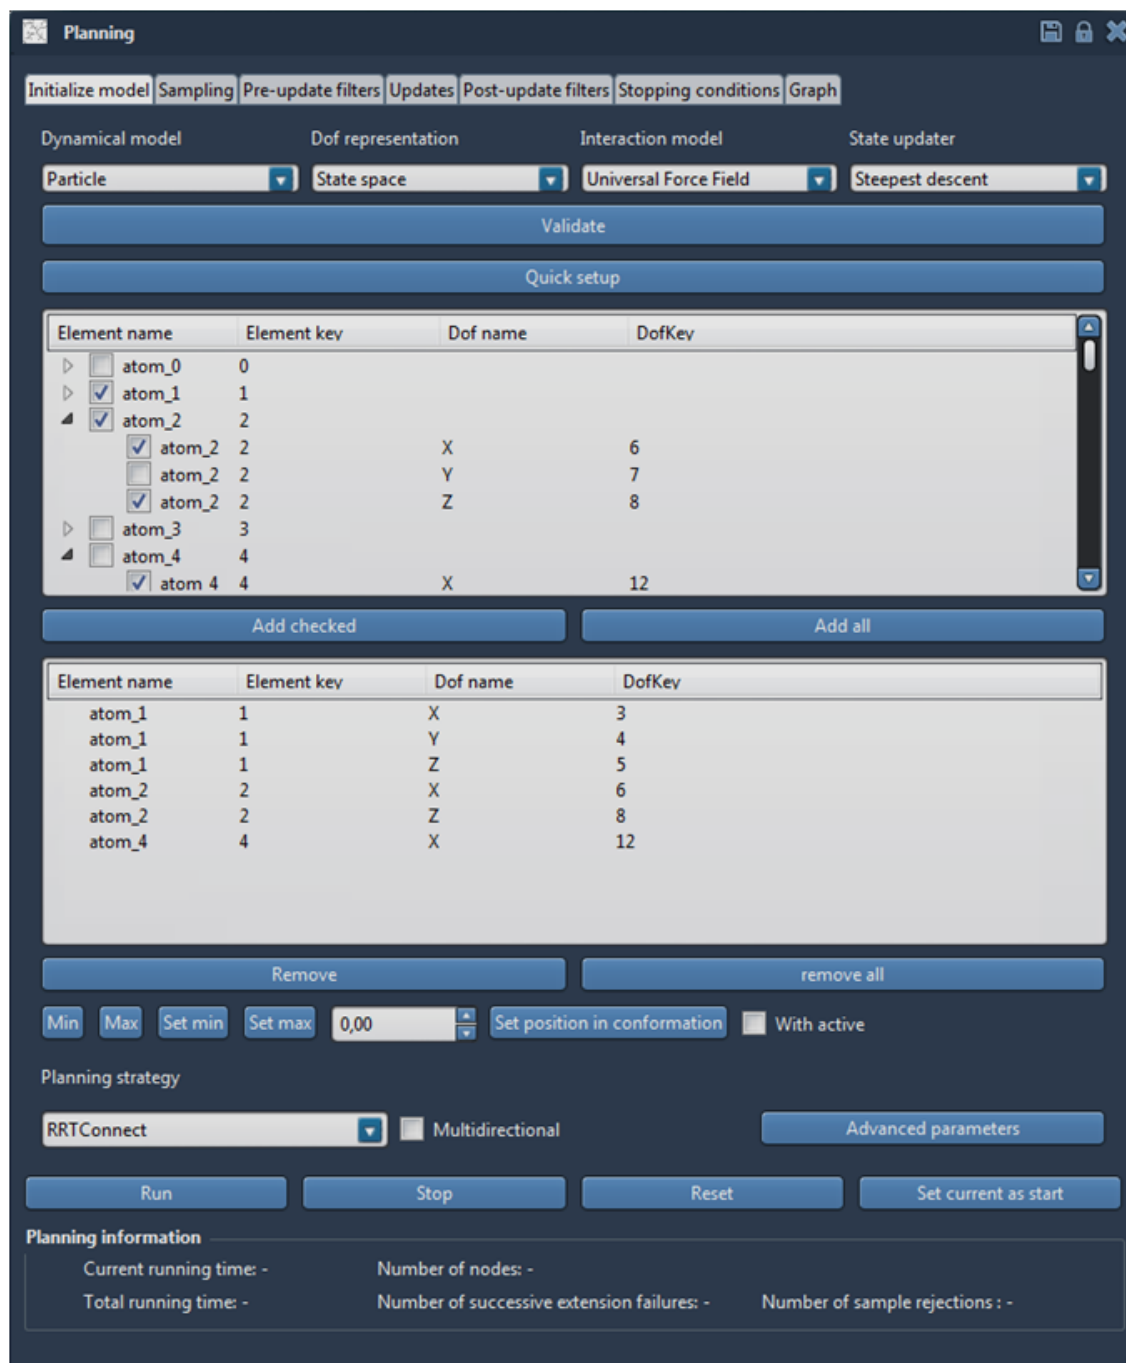 Planning
Initialize model Sampling Pre-update filters Updates Post-update filters Stopping conditions Graph
Dynamical model Dof representation Interaction model State updater
Particle State space Universal Force Field Steepest descent
Validate
Quick setup
Element name Element key Dof name DofKey
atom_0 0
atom_1 1
atom_2 2
atom_2 2 X 6
atom_2 2 Y 7
atom_2 2 Z 8
atom_3 3
atom_4 4
atom_4 4 X 12
Add checked Add all
Element name Element key Dof name DofKey
atom_1 1 X 3
atom_1 1 Y 4
atom_1 1 Z 5
atom_2 2 X 6
atom_2 2 Z 8
atom_4 4 X 12
Remove remove all
Min Max Set min Set max 0,00 Set position in conformation With active
Planning strategy
RRTConnect Multidirectional Advanced parameters
Run Stop Reset Set current as start
Planning information
Current running time: - Number of nodes: -
Total running time: - Number of successive extension failures: - Number of sample rejections : -